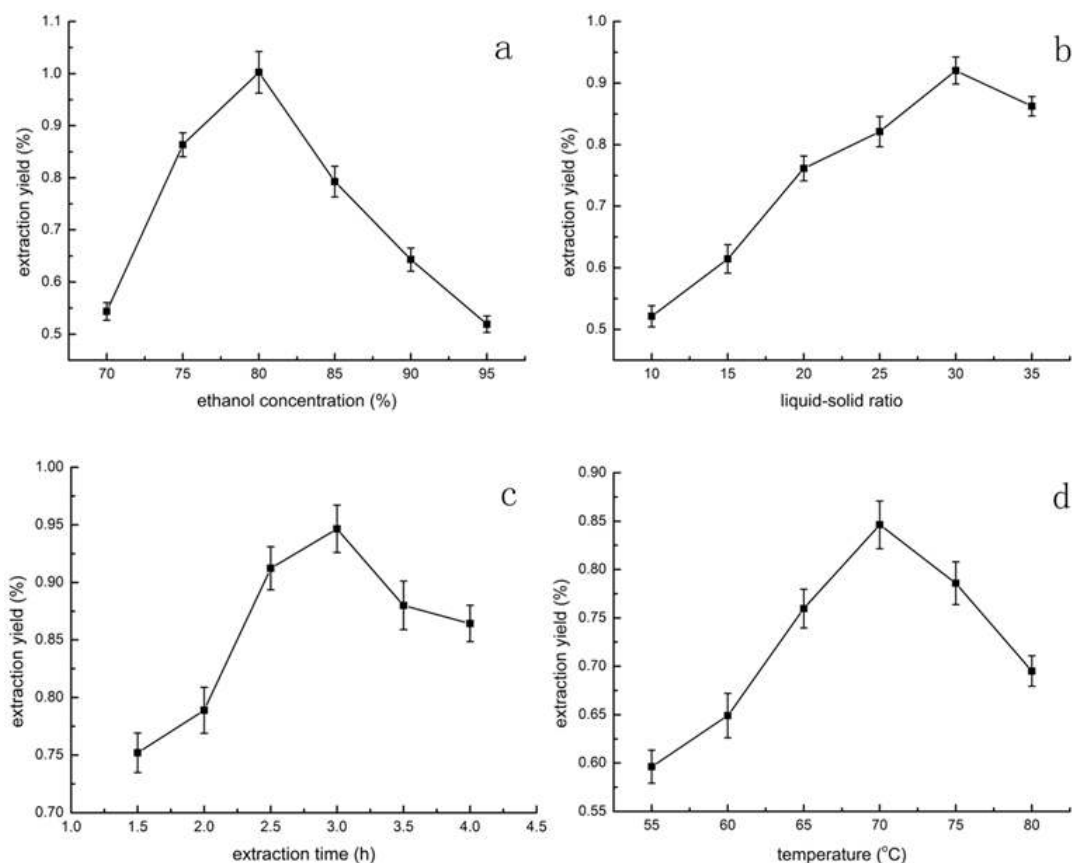 a
1.1
1.0
0.9
0.8
0.7
0.6
0.5
extraction yield (%)
70 75 80 85 90 95
ethanol concentration (%)
b
1.0
0.9
0.8
0.7
0.6
0.5
extraction yield (%)
10 15 20 25 30 35
liquid-solid ratio
c
1.00
0.95
0.90
0.85
0.80
0.75
0.70
extraction yield (%)
1.0 1.5 2.0 2.5 3.0 3.5 4.0 4.5
extraction time (h)
d
0.90
0.85
0.80
0.75
0.70
0.65
0.60
0.55
extraction yield (%)
55 60 65 70 75 80
temperature (°C)